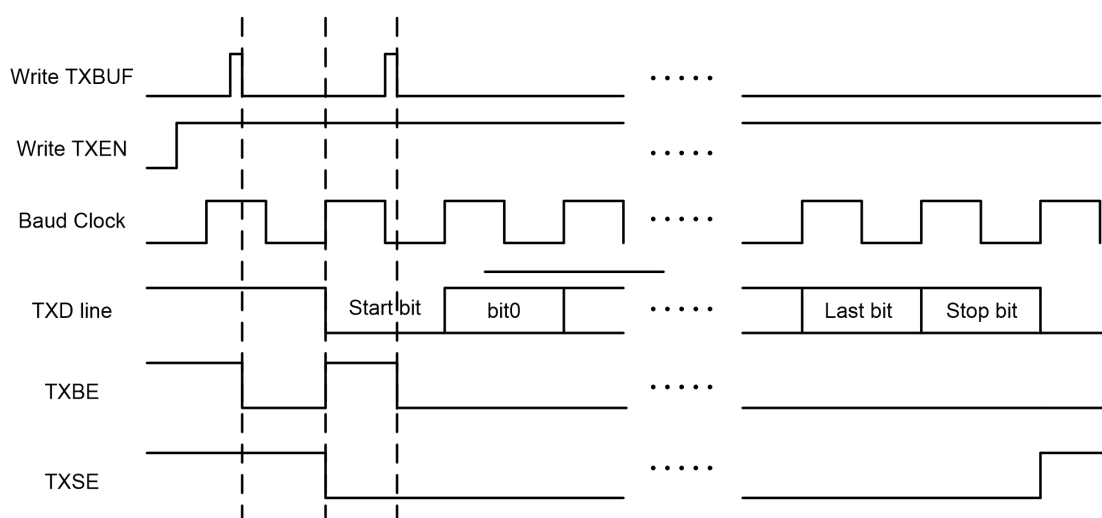 Write TXBUF
Write TXEN
Baud Clock
TXD line
Start bit
bit0
Last bit
Stop bit
TXBE
TXSE